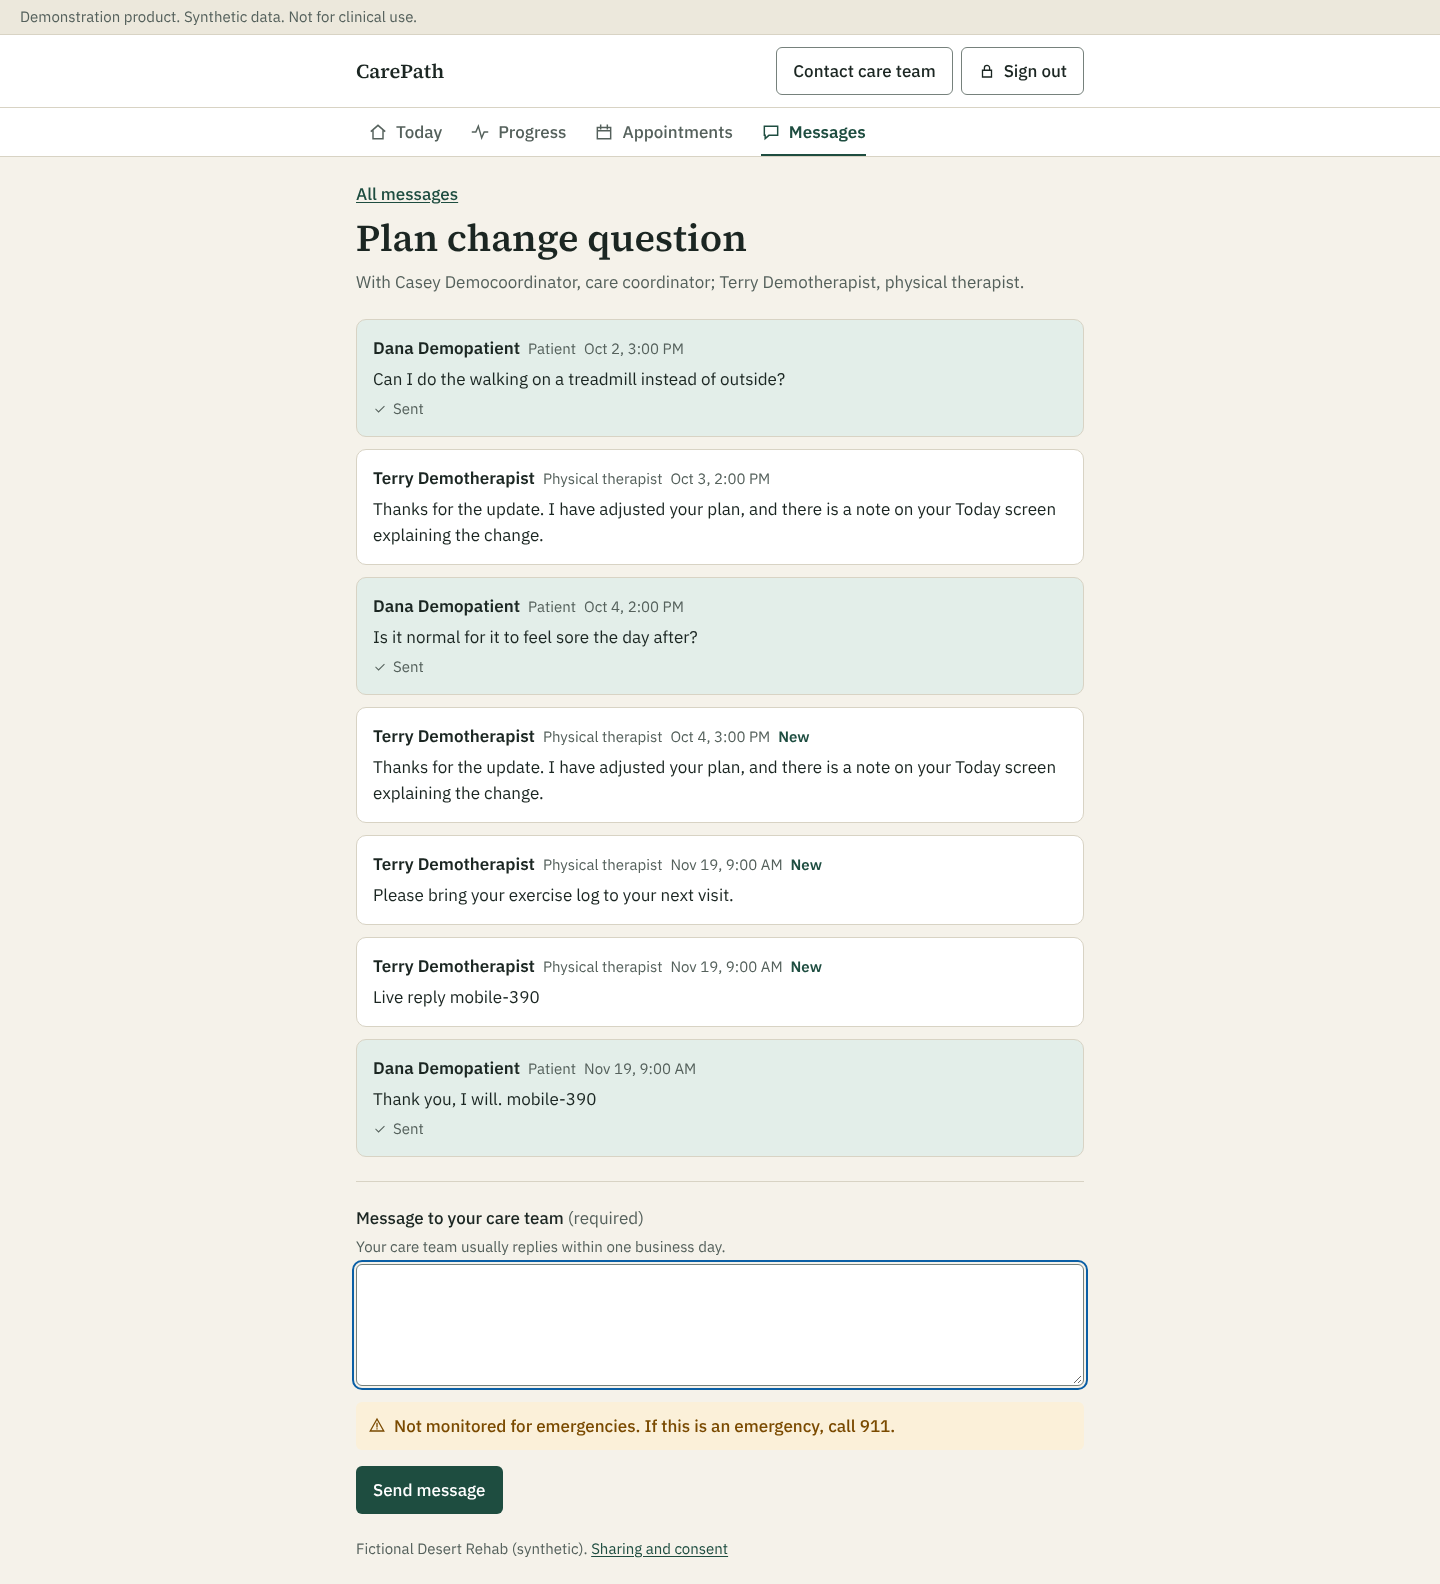 Demonstration product. Synthetic data. Not for clinical use.
CarePath
Contact care team
Sign out
Today
Progress
Appointments
Messages
All messages
Plan change question
With Casey Democoordinator, care coordinator; Terry Demotherapist, physical therapist.
Dana Demopatient Patient Oct 2, 3:00 PM
Can I do the walking on a treadmill instead of outside?
✓ Sent
Terry Demotherapist Physical therapist Oct 3, 2:00 PM
Thanks for the update. I have adjusted your plan, and there is a note on your Today screen
explaining the change.
Dana Demopatient Patient Oct 4, 2:00 PM
Is it normal for it to feel sore the day after?
✓ Sent
Terry Demotherapist Physical therapist Oct 4, 3:00 PM New
Thanks for the update. I have adjusted your plan, and there is a note on your Today screen
explaining the change.
Terry Demotherapist Physical therapist Nov 19, 9:00 AM New
Please bring your exercise log to your next visit.
Terry Demotherapist Physical therapist Nov 19, 9:00 AM New
Live reply mobile-390
Dana Demopatient Patient Nov 19, 9:00 AM
Thank you, I will. mobile-390
✓ Sent
Message to your care team (required)
Your care team usually replies within one business day.
Not monitored for emergencies. If this is an emergency, call 911.
Send message
Fictional Desert Rehab (synthetic). Sharing and consent